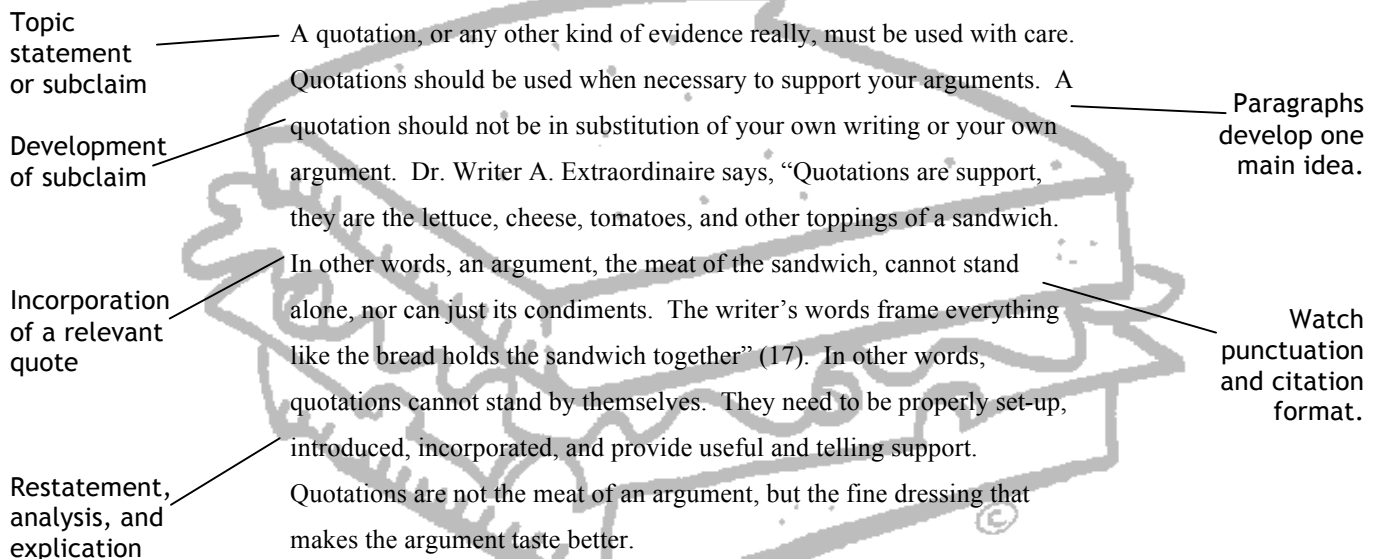 Topic
statement
or subclaim
Development
of subclaim
Incorporation
of a relevant
quote
Restatement,
analysis, and
explication
A quotation, or any other kind of evidence really, must be used with care.
Quotations should be used when necessary to support your arguments.  A
quotation should not be in substitution of your own writing or your own
argument.  Dr. Writer A. Extraordinaire says, “Quotations are support,
they are the lettuce, cheese, tomatoes, and other toppings of a sandwich.
In other words, an argument, the meat of the sandwich, cannot stand
alone, nor can just its condiments.  The writer’s words frame everything
like the bread holds the sandwich together” (17).  In other words,
quotations cannot stand by themselves.  They need to be properly set-up,
introduced, incorporated, and provide useful and telling support.
Quotations are not the meat of an argument, but the fine dressing that
makes the argument taste better.
Paragraphs
develop one
main idea.
Watch
punctuation
and citation
format.
©